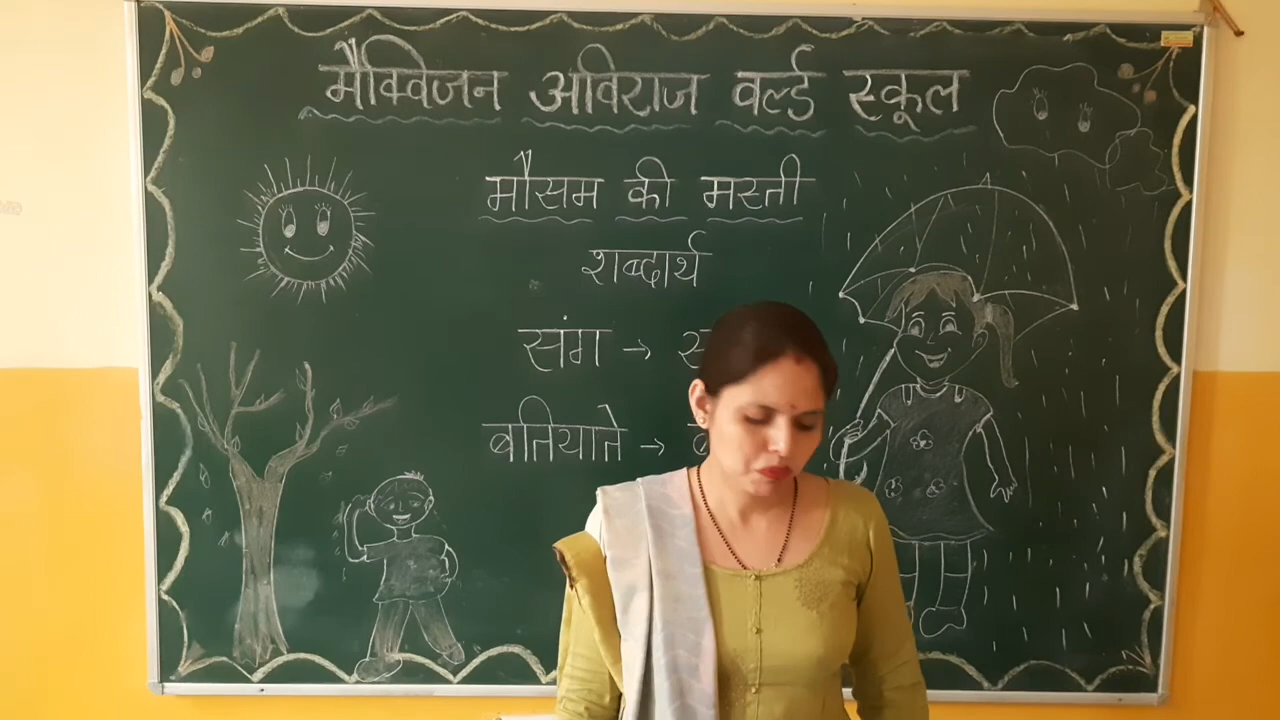 मैक्विजन अविराज वर्ल्ड स्कूल
मौसम की मस्ती
शब्दार्थ
संग →
बतियाते →